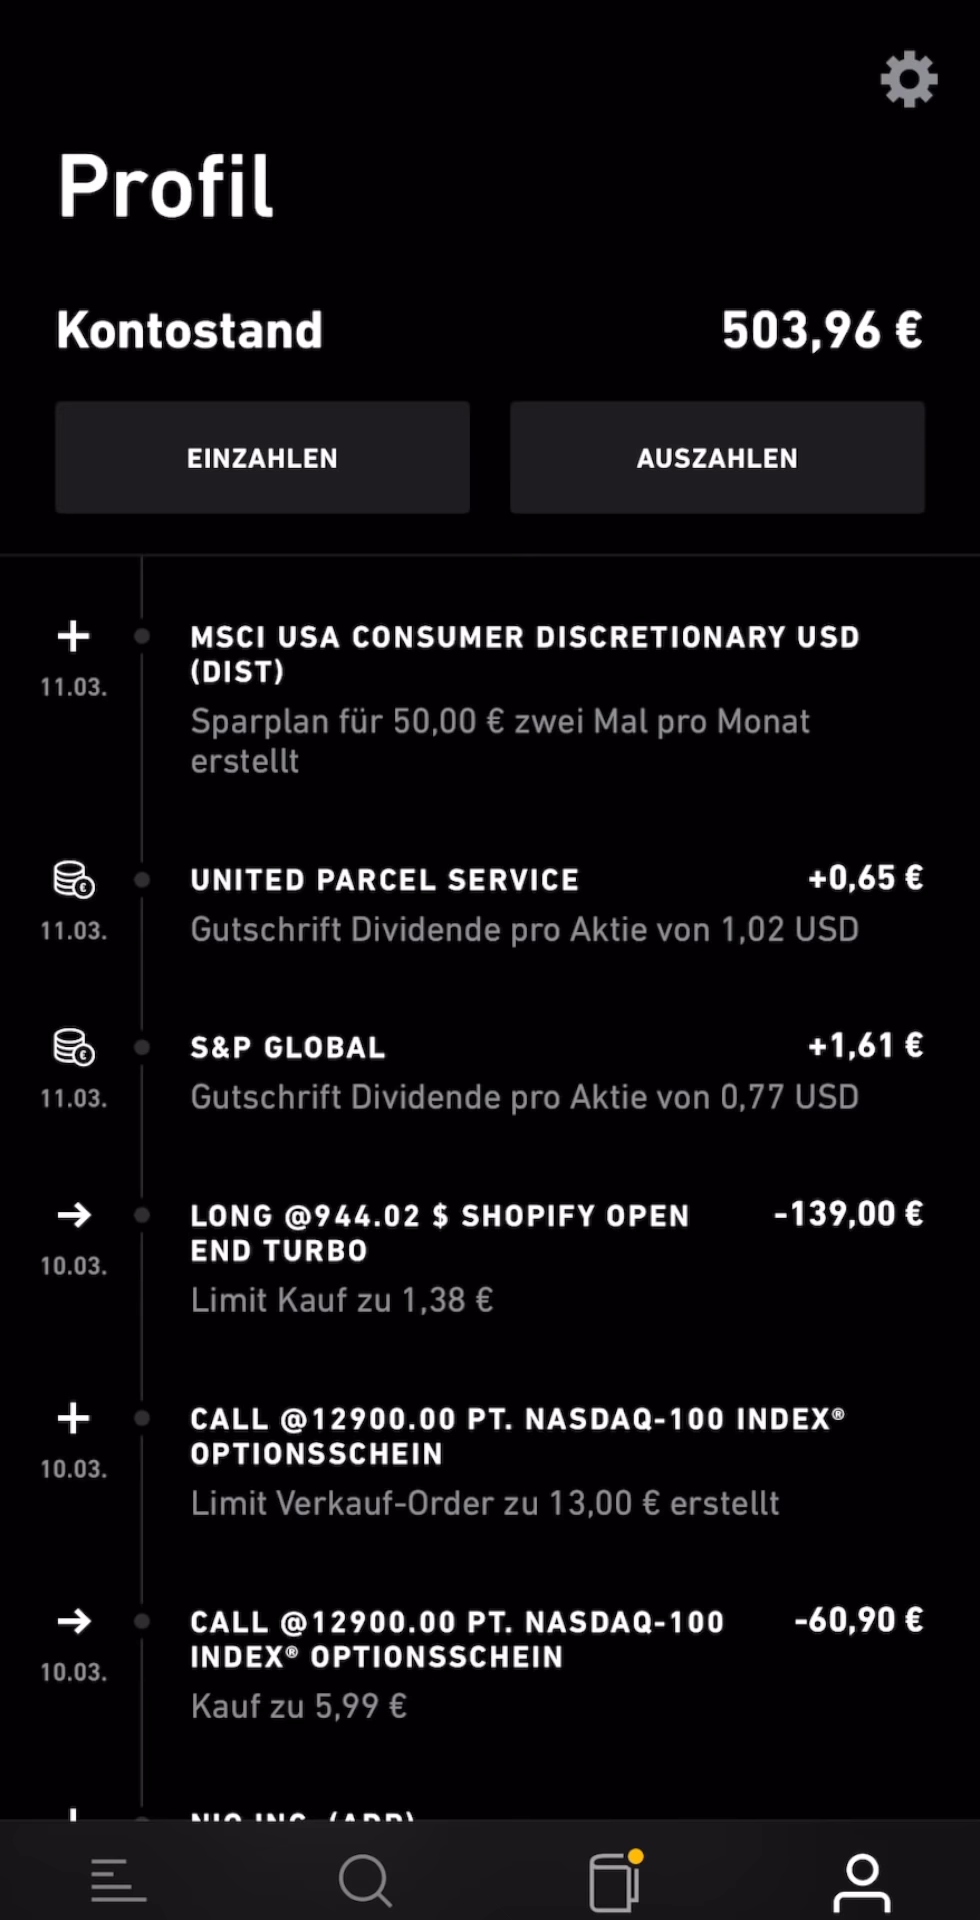 Profil
Kontostand 503,96 €
EINZAHLEN AUSZAHLEN
MSCI USA CONSUMER DISCRETIONARY USD
(DIST)
11.03.
Sparplan für 50,00 € zwei Mal pro Monat
erstellt
UNITED PARCEL SERVICE +0,65 €
11.03. Gutschrift Dividende pro Aktie von 1,02 USD
S&P GLOBAL +1,61 €
11.03. Gutschrift Dividende pro Aktie von 0,77 USD
LONG @944.02 $ SHOPIFY OPEN -139,00 €
END TURBO
10.03.
Limit Kauf zu 1,38 €
CALL @12900.00 PT. NASDAQ-100 INDEX®
OPTIONSSCHEIN
10.03.
Limit Verkauf-Order zu 13,00 € erstellt
CALL @12900.00 PT. NASDAQ-100 -60,90 €
INDEX® OPTIONSSCHEIN
10.03.
Kauf zu 5,99 €